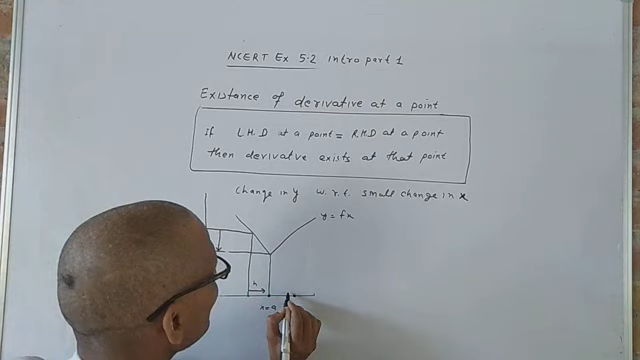 NCERT Ex 5.2 intro part 1
Existance of derivative at a point
If L.H.D at a point = R.H.D at a point
then derivative exists at that point
Change in y w.r.t. small change in x
y = fx
h
x=a